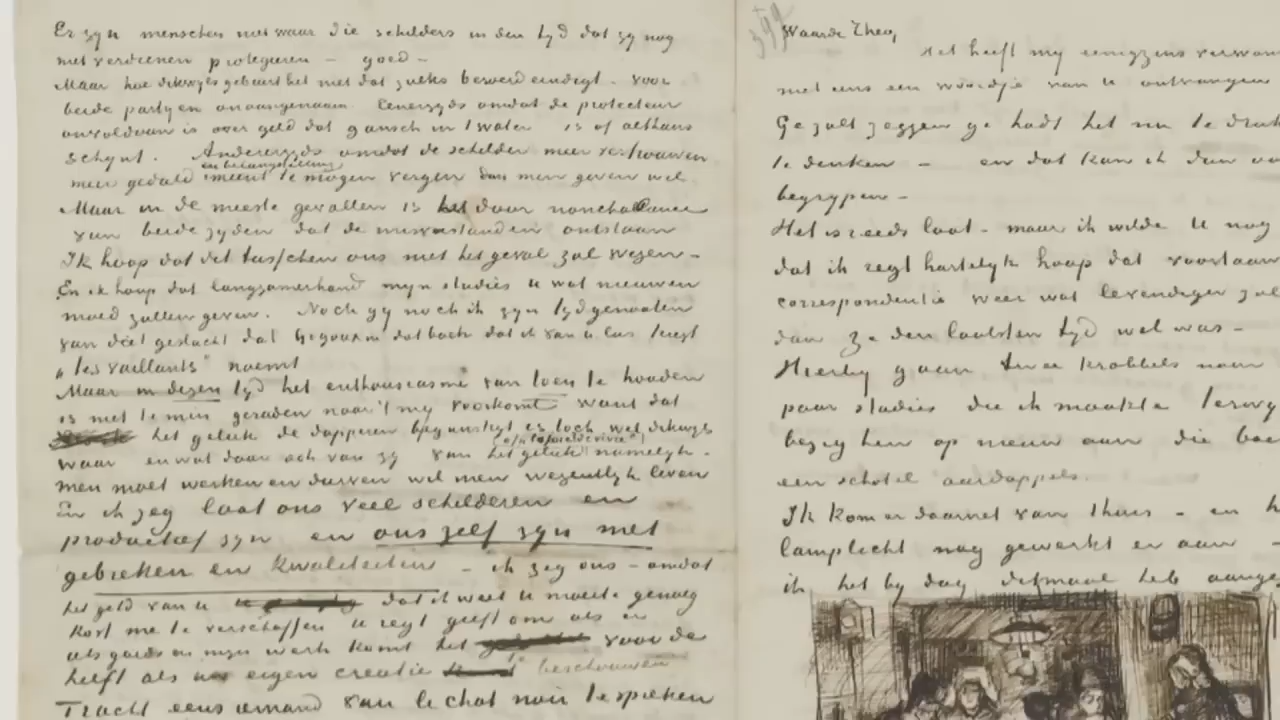 Er zyn menschen niet waar die schilders in den tyd dat zy nog
niet verdienen protegeeren – goed –
Maar hoe dikwyls gebeurt het niet dat zulks beroerd eindigt. voor
beide partyen onaangenaam. Eenerzyds omdat de protecteur
onvoldaan is over geld dat gansch in 't water is of althans
schynt. Anderzyds omdat de schilder meer vertrouwen
en belangstelling
meer geduld meent te mogen vergen dan men geven wil
Maar in de meeste gevallen is het door nonchalance
van beide zyden dat de misverstanden ontstaan
Ik hoop dat dit tusschen ons niet het geval zal wezen –
En ik hoop dat langzamerhand myn studies u wat nieuwen
moed zullen geven. Noch gy noch ik zyn tydgenooten
van diet geslacht dat Gigoux in dat boek dat ik van u las teregt
„les vaillants" noemt
Maar in dezen tyd het enthousiasme van toen te houden
is niet te min geraden naar 't my voorkomt want dat
het geluk de dapperen begunstigt is toch wel dikwyls
waar en wat daar ook van zy van het geluk namelyk.
men moet werken en durven wil men wezentlyk leven
En ik zeg laat ons veel schilderen en
productief zyn en ons zelf zyn met
gebreken en kwaliteiten – ik zeg ons – omdat
het geld van u dat ik weet u moeite genoeg
kost me te verschaffen u regt geeft om als er
als goeds in myn werk komt het voor de
helft als uw eigen creatie te beschouwen
Tracht eens iemand van le chat noir te spreken
399
Waarde Theo,
Het heeft my eenigzins verwon
niet eens een woordje van u ontvangen
Ge zult zeggen ge hadt het nu te druk
te denken – en dat kan ik dan oo
begrypen –
Het is reeds laat – maar ik wilde u nog
dat ik regt hartelyk hoop dat voortaan
correspondentie weer wat levendiger zal
dan ze den laatsten tyd wel was –
Hierby gaan twee krabbels naar
paar studies die ik maakte terwy
bezig ben op nieuw aan die boe
een schotel aardappels.
Ik kom er daarnet van thuis – en h
lamplicht nog gewerkt er aan –
ik het by dag ditmaal heb aange